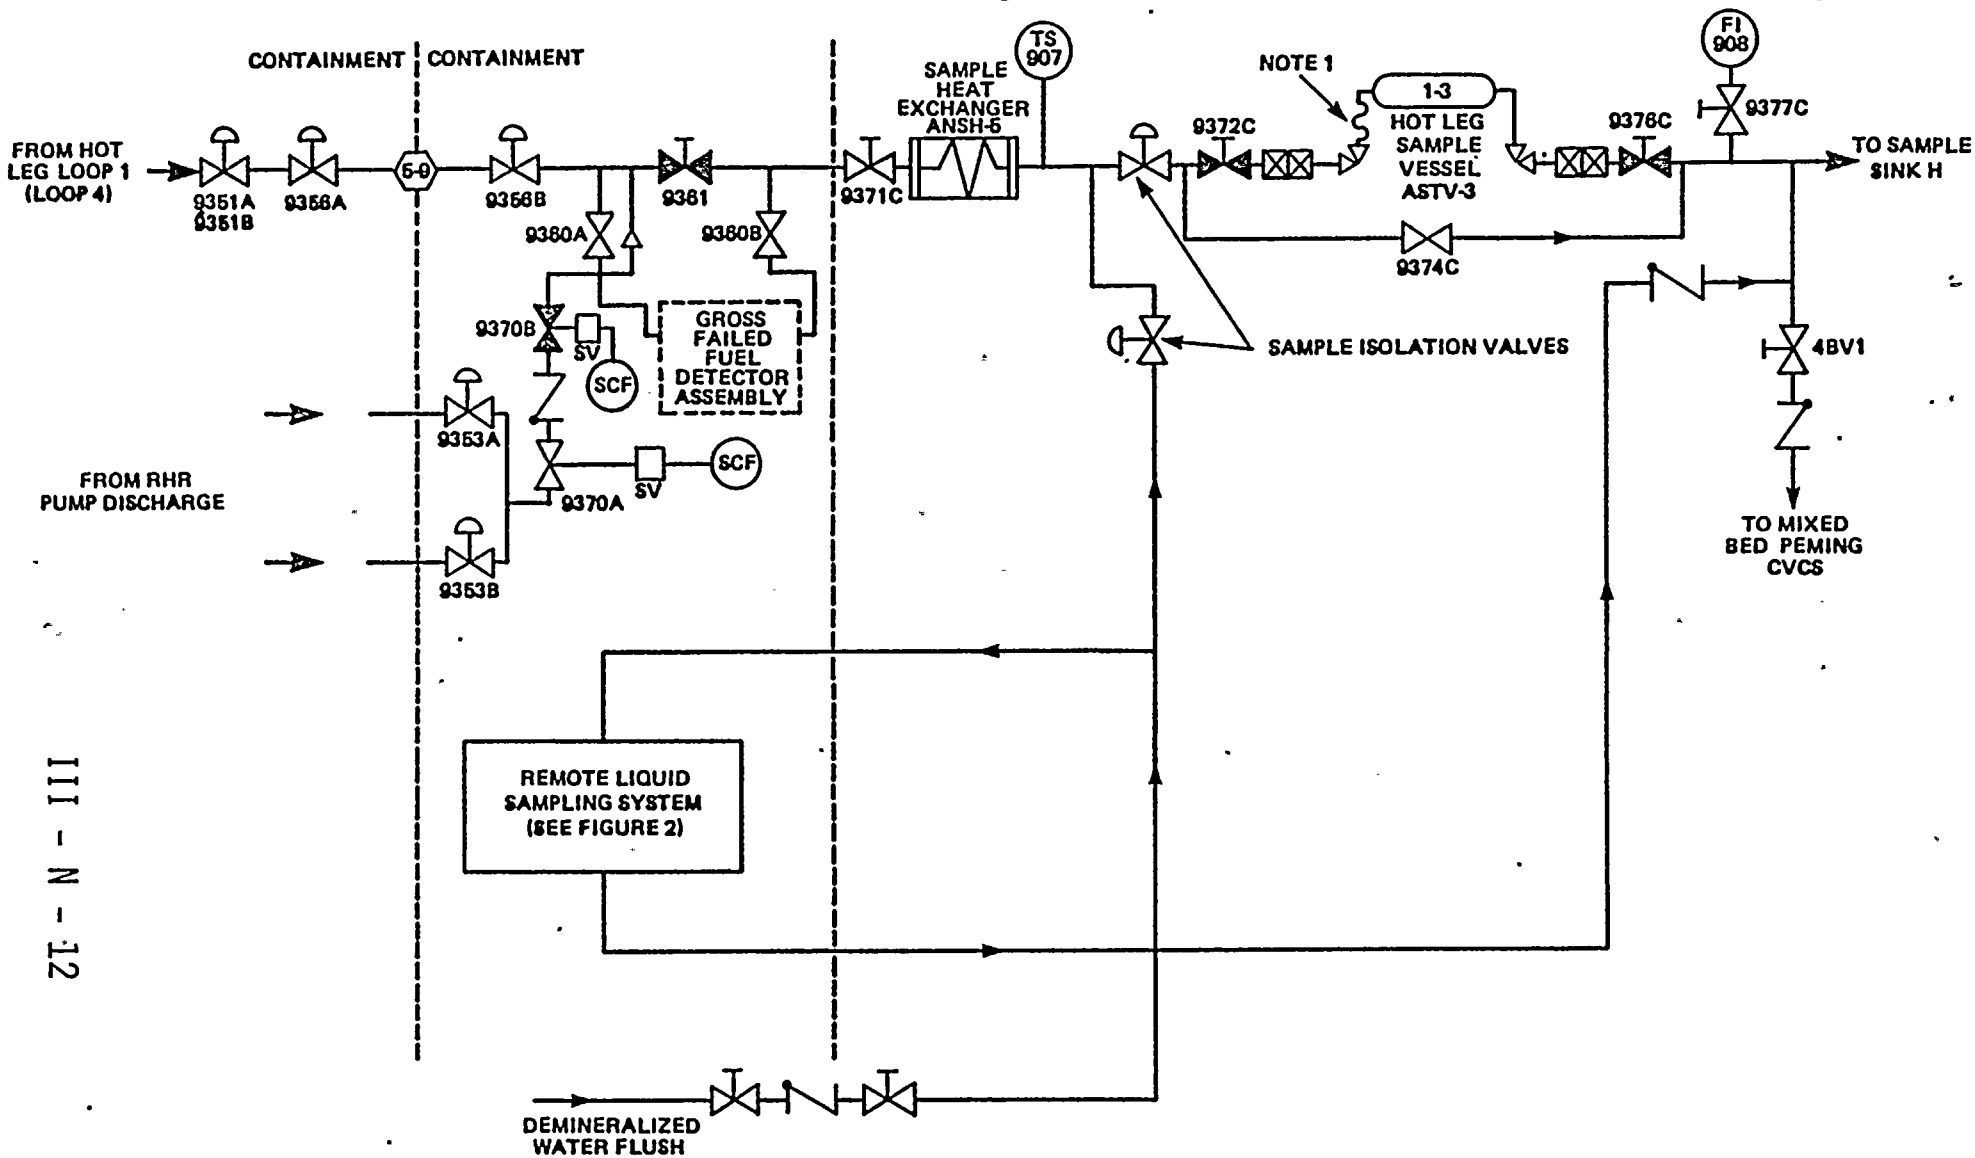 CONTAINMENT
CONTAINMENT
FROM HOT
LEG LOOP 1
(LOOP 4)
9351A
9351B
9356A
5-9
9356B
9360A
9361
9360B
9371C
SAMPLE
HEAT
EXCHANGER
ANSH-5
TS
907
NOTE 1
9372C
1-3
HOT LEG
SAMPLE
VESSEL
ASTV-3
9376C
FI
908
9377C
TO SAMPLE
SINK H
9374C
9370B
SV
SCF
GROSS
FAILED
FUEL
DETECTOR
ASSEMBLY
SAMPLE ISOLATION VALVES
4BV1
9353A
FROM RHR
PUMP DISCHARGE
SV
SCF
9370A
9353B
TO MIXED
BED PEMING
CVCS
REMOTE LIQUID
SAMPLING SYSTEM
(SEE FIGURE 2)
III - N - 12
DEMINERALIZED
WATER FLUSH